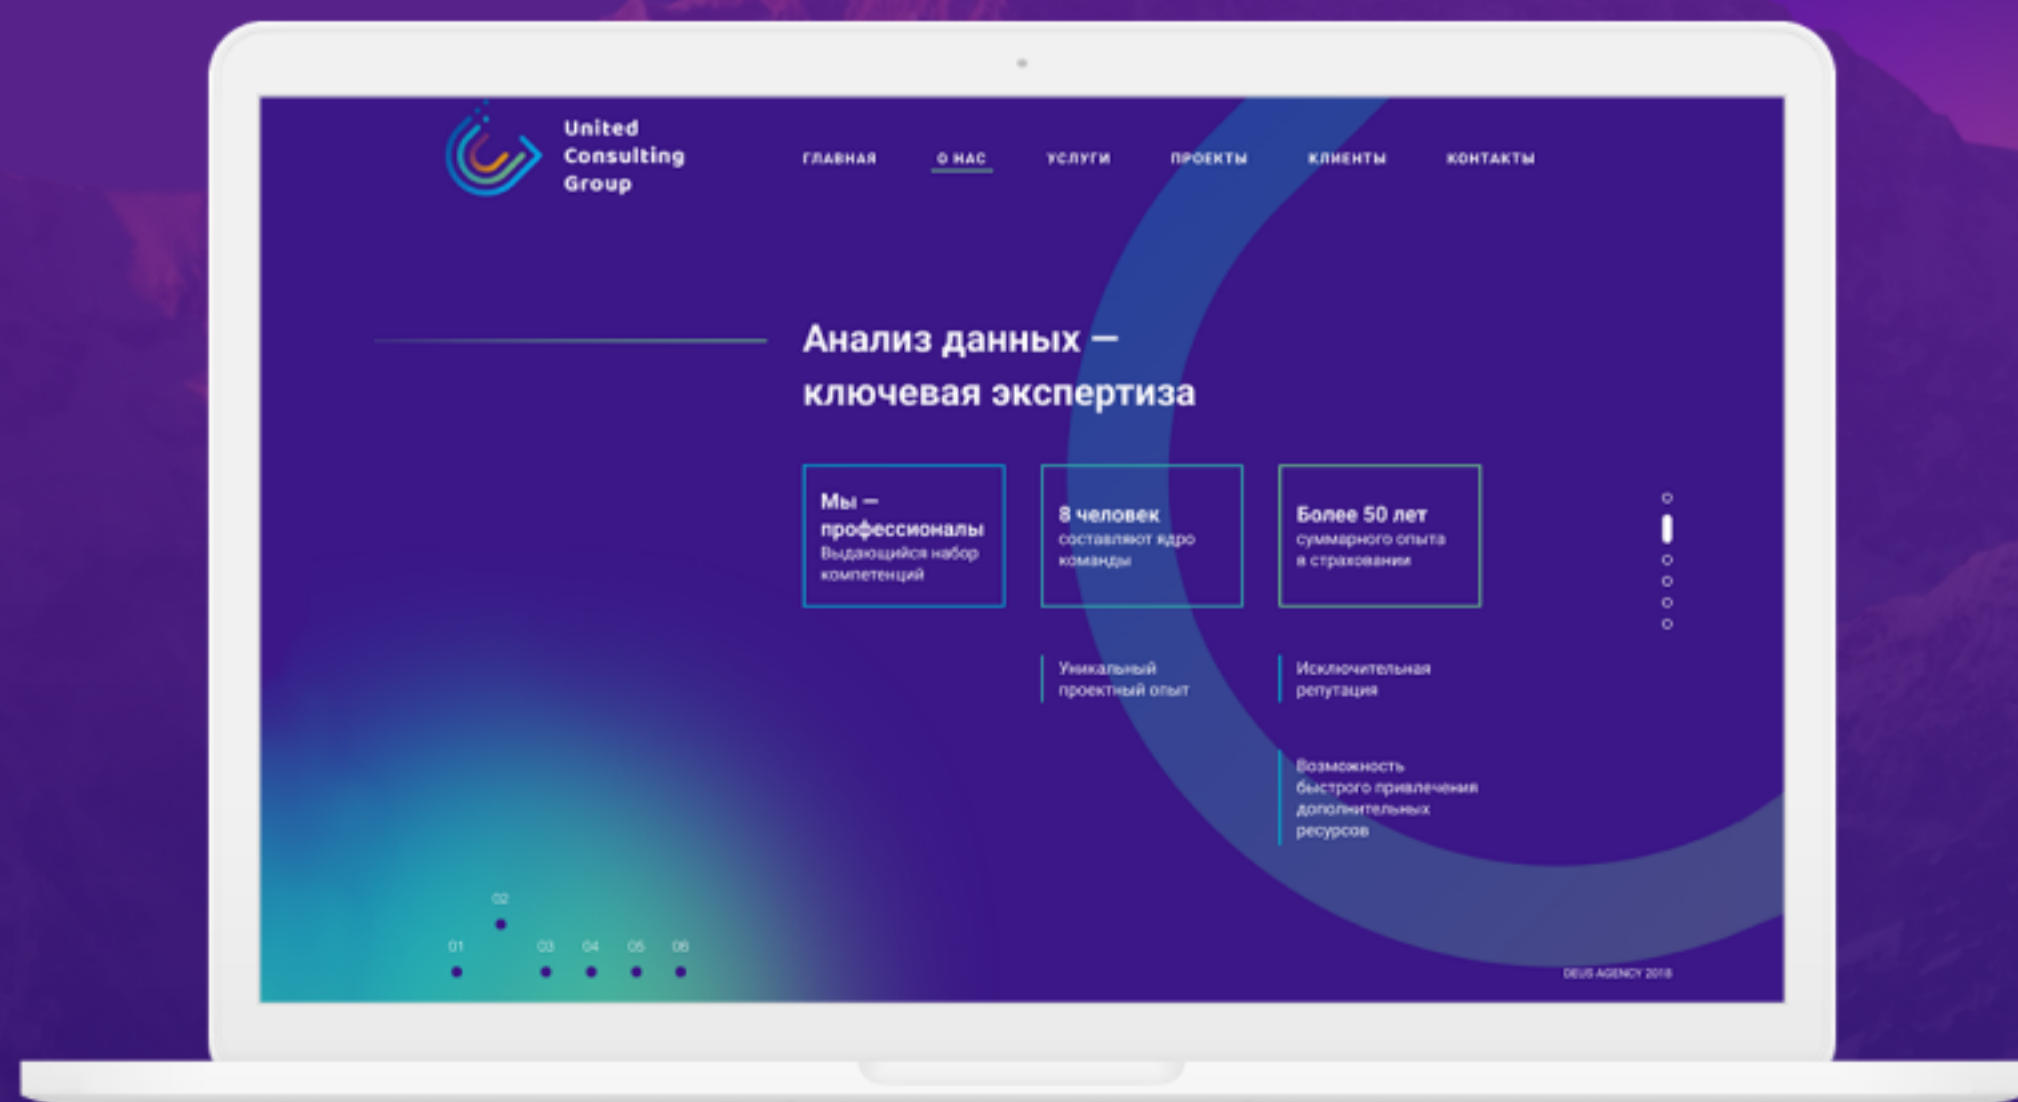 United
Consulting
Group
ГЛАВНАЯ
О НАС
УСЛУГИ
ПРОЕКТЫ
КЛИЕНТЫ
КОНТАКТЫ
Анализ данных —
ключевая экспертиза
Мы —
профессионалы
Выдающийся набор
компетенций
8 человек
составляют ядро
команды
Более 50 лет
суммарного опыта
в страховании
Уникальный
проектный опыт
Исключительная
репутация
Возможность
быстрого привлечения
дополнительных
ресурсов
02
01
03
04
05
06
DEUS AGENCY 2018